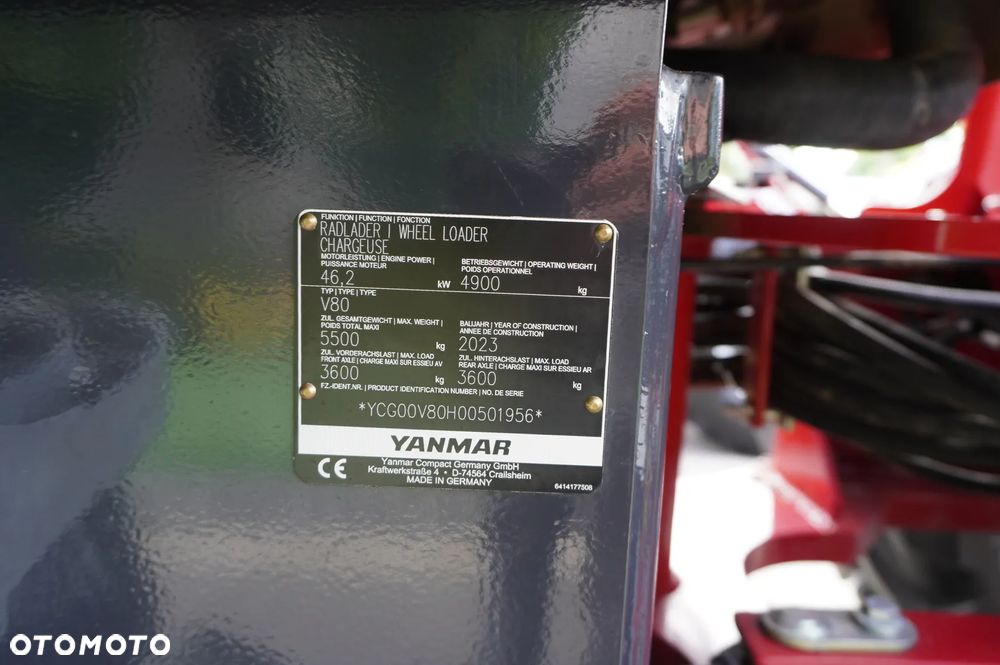 FUNKTION | FUNCTION | FONCTION
RADLADER | WHEEL LOADER
CHARGEUSE
MOTORLEISTUNG | ENGINE POWER |
PUISSANCE MOTEUR
46,2 kW
BETRIEBSGEWICHT | OPERATING WEIGHT |
POIDS OPERATIONNEL
4900 kg
TYP | TYPE | TYPE
V80
ZUL. GESAMTGEWICHT | MAX. WEIGHT |
POIDS TOTAL MAXI
5500 kg
BAUJAHR | YEAR OF CONSTRUCTION |
ANNEE DE CONSTRUCTION
2023
ZUL. VORDERACHSLAST | MAX. LOAD
FRONT AXLE | CHARGE MAXI SUR ESSIEU AV
3600 kg
ZUL. HINTERACHSLAST | MAX. LOAD
REAR AXLE | CHARGE MAXI SUR ESSIEU AR
3600 kg
FZ.-IDENT.NR. | PRODUCT IDENTIFICATION NUMBER | NO. DE SERIE
*YCG00V80H00501956*
YANMAR
CE
Yanmar Compact Germany GmbH
Kraftwerkstraße 4 • D-74564 Crailsheim
MADE IN GERMANY
6414177508
OTOMOTO